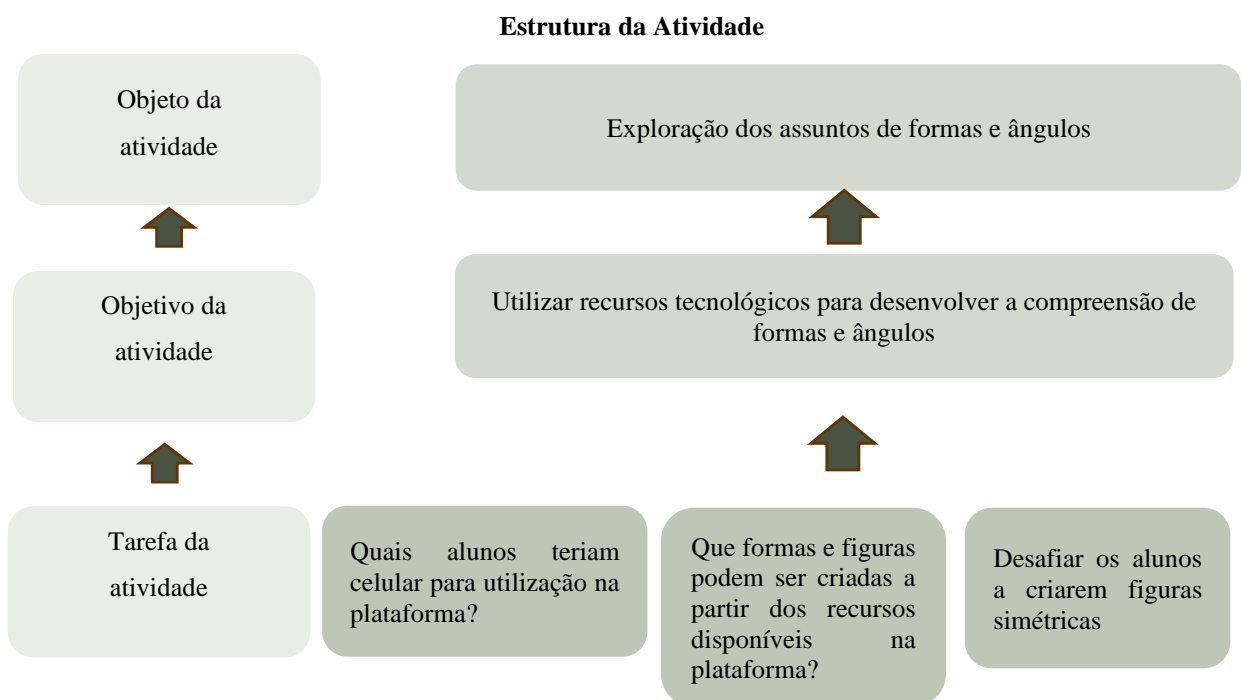 Estrutura da Atividade
Objeto da
atividade
Exploração dos assuntos de formas e ângulos
Objetivo da
atividade
Utilizar recursos tecnológicos para desenvolver a compreensão de
formas e ângulos
Tarefa da
atividade
Quais alunos teriam
celular para utilização na
plataforma?
Que formas e figuras
podem ser criadas a
partir dos recursos
disponíveis na
plataforma?
Desafiar os alunos
a criarem figuras
simétricas